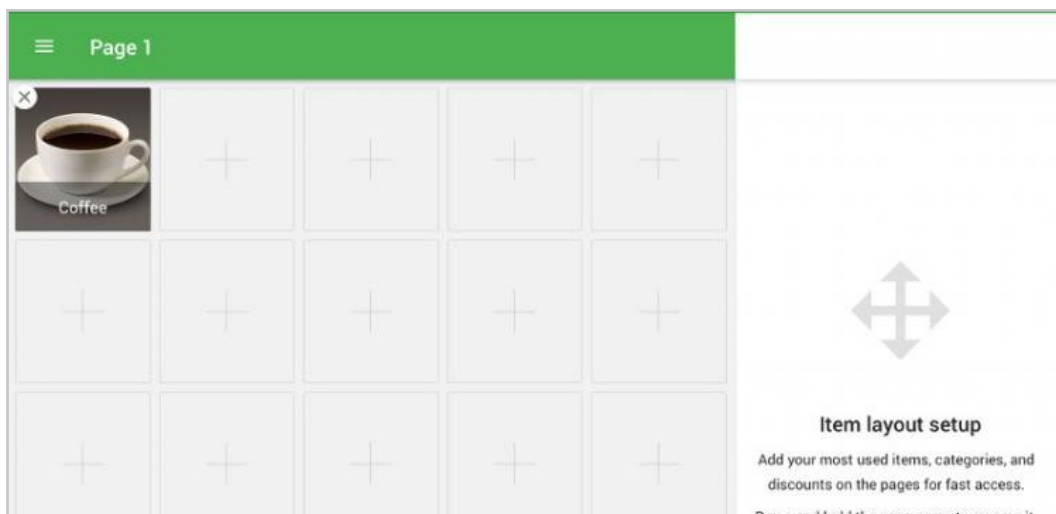 Page 1
Coffee
Item layout setup
Add your most used items, categories, and
discounts on the pages for fast access.